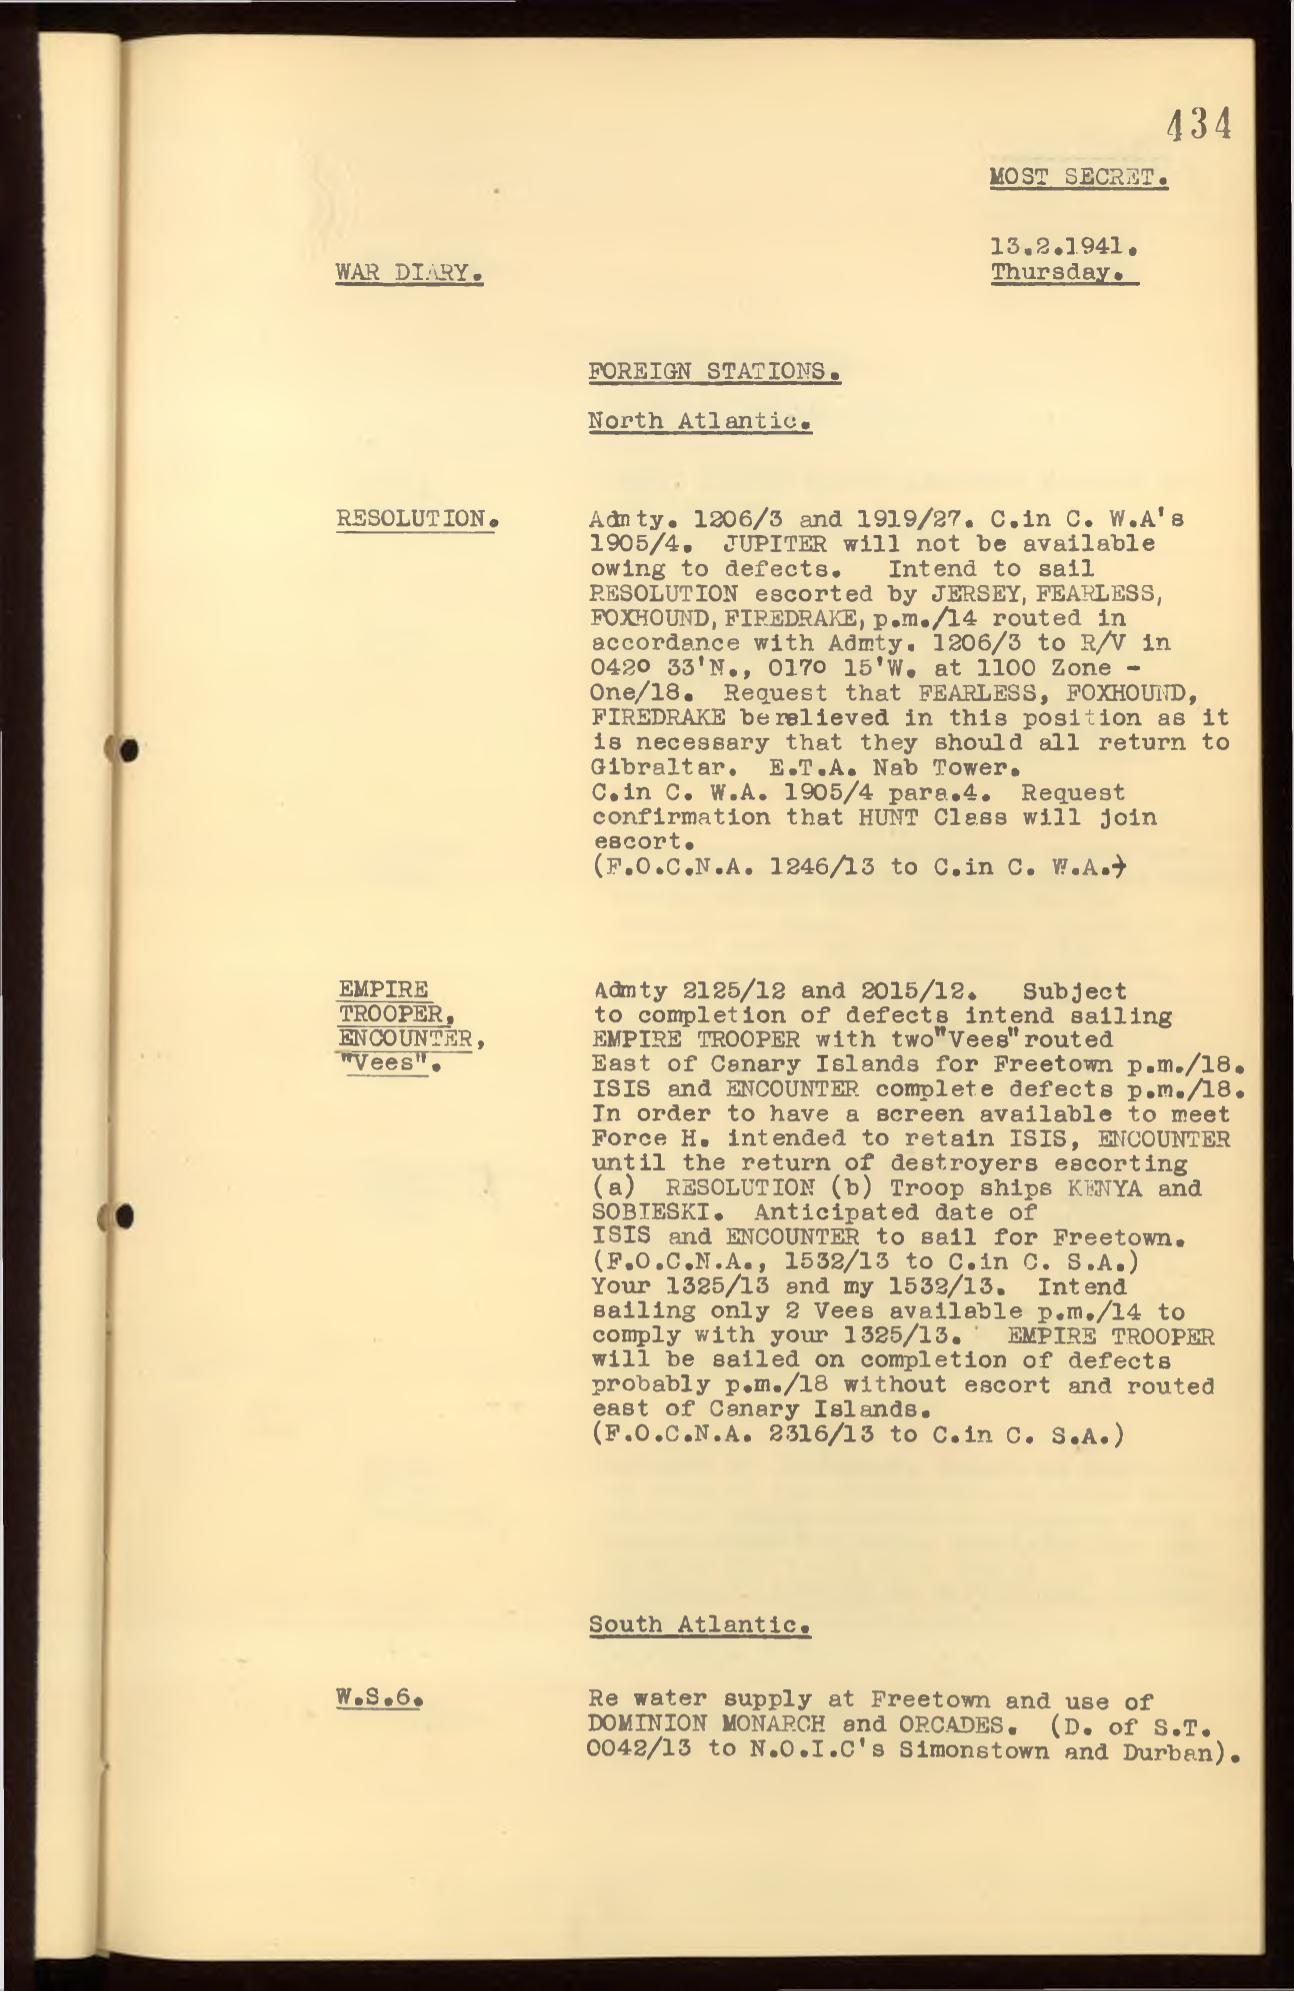 434
MOST SECRET.
13.2.1941.
WAR DIARY.
Thursday.
FOREIGN STATIONS.
North Atlantic.
RESOLUTION.
Admty. 1206/3 and 1919/27. C.in C. W.A's
1905/4. JUPITER will not be available
owing to defects. Intend to sail
RESOLUTION escorted by JERSEY, FEARLESS,
FOXHOUND, FIREDRAKE, p.m./14 routed in
accordance with Admty. 1206/3 to R/V in
042o 33'N., 017o 15'W. at 1100 Zone -
One/18. Request that FEARLESS, FOXHOUND,
FIREDRAKE be relieved in this position as it
is necessary that they should all return to
Gibraltar. E.T.A. Nab Tower.
C.in C. W.A. 1905/4 para.4. Request
confirmation that HUNT Class will join
escort.
(F.O.C.N.A. 1246/13 to C.in C. W.A.)
EMPIRE
TROOPER,
ENCOUNTER,
"Vees".
Admty 2125/12 and 2015/12. Subject
to completion of defects intend sailing
EMPIRE TROOPER with two "Vees" routed
East of Canary Islands for Freetown p.m./18.
ISIS and ENCOUNTER complete defects p.m./18.
In order to have a screen available to meet
Force H. intended to retain ISIS, ENCOUNTER
until the return of destroyers escorting
(a) RESOLUTION (b) Troop ships KENYA and
SOBIESKI. Anticipated date of
ISIS and ENCOUNTER to sail for Freetown.
(F.O.C.N.A., 1532/13 to C.in C. S.A.)
Your 1325/13 and my 1532/13. Intend
sailing only 2 Vees available p.m./14 to
comply with your 1325/13. EMPIRE TROOPER
will be sailed on completion of defects
probably p.m./18 without escort and routed
east of Canary Islands.
(F.O.C.N.A. 2316/13 to C.in C. S.A.)
South Atlantic.
W.S.6.
Re water supply at Freetown and use of
DOMINION MONARCH and ORCADES. (D. of S.T.
0042/13 to N.O.I.C's Simonstown and Durban).